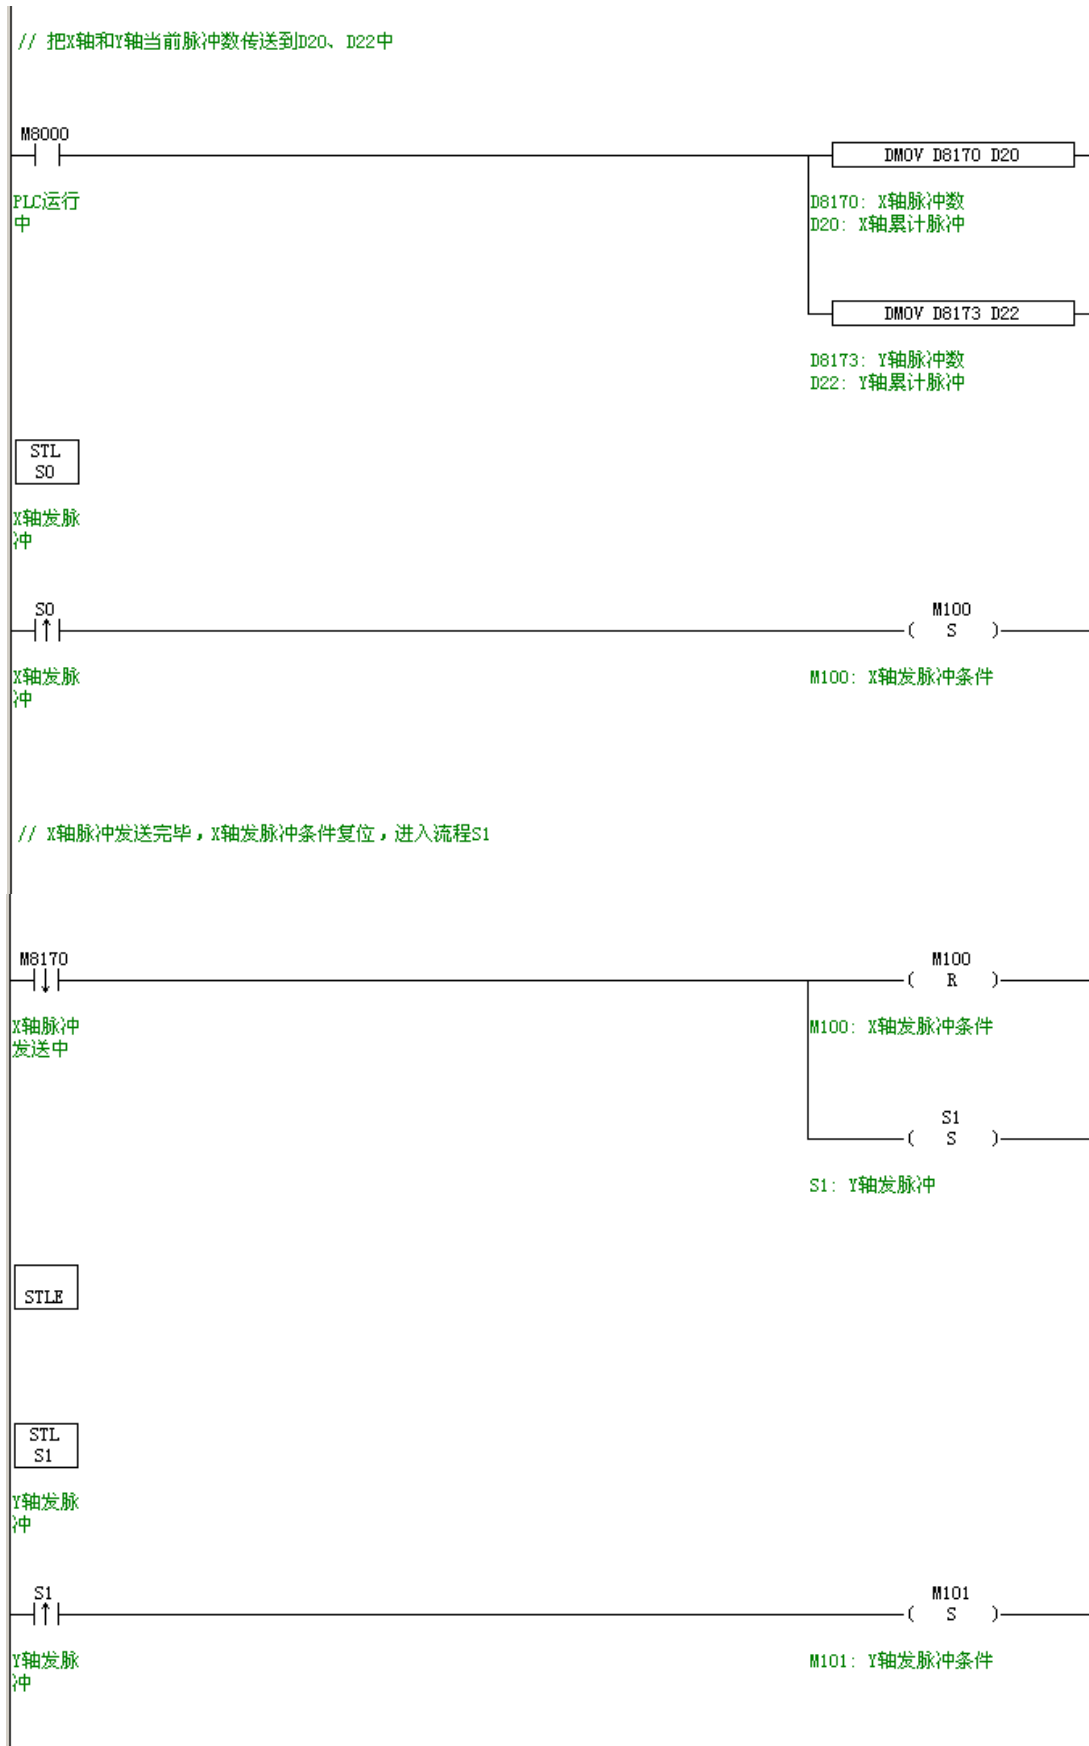 // 把X轴和Y轴当前脉冲数传送到D20、D22中
M8000
DMOV D8170 D20
PLC运行
中
D8170: X轴脉冲数
D20: X轴累计脉冲
DMOV D8173 D22
D8173: Y轴脉冲数
D22: Y轴累计脉冲
STL
S0
X轴发脉
冲
S0
M100
( S )
X轴发脉
冲
M100: X轴发脉冲条件
// X轴脉冲发送完毕，X轴发脉冲条件复位，进入流程S1
M8170
M100
( R )
X轴脉冲
发送中
M100: X轴发脉冲条件
S1
( S )
S1: Y轴发脉冲
STLE
STL
S1
Y轴发脉
冲
S1
M101
( S )
Y轴发脉
冲
M101: Y轴发脉冲条件